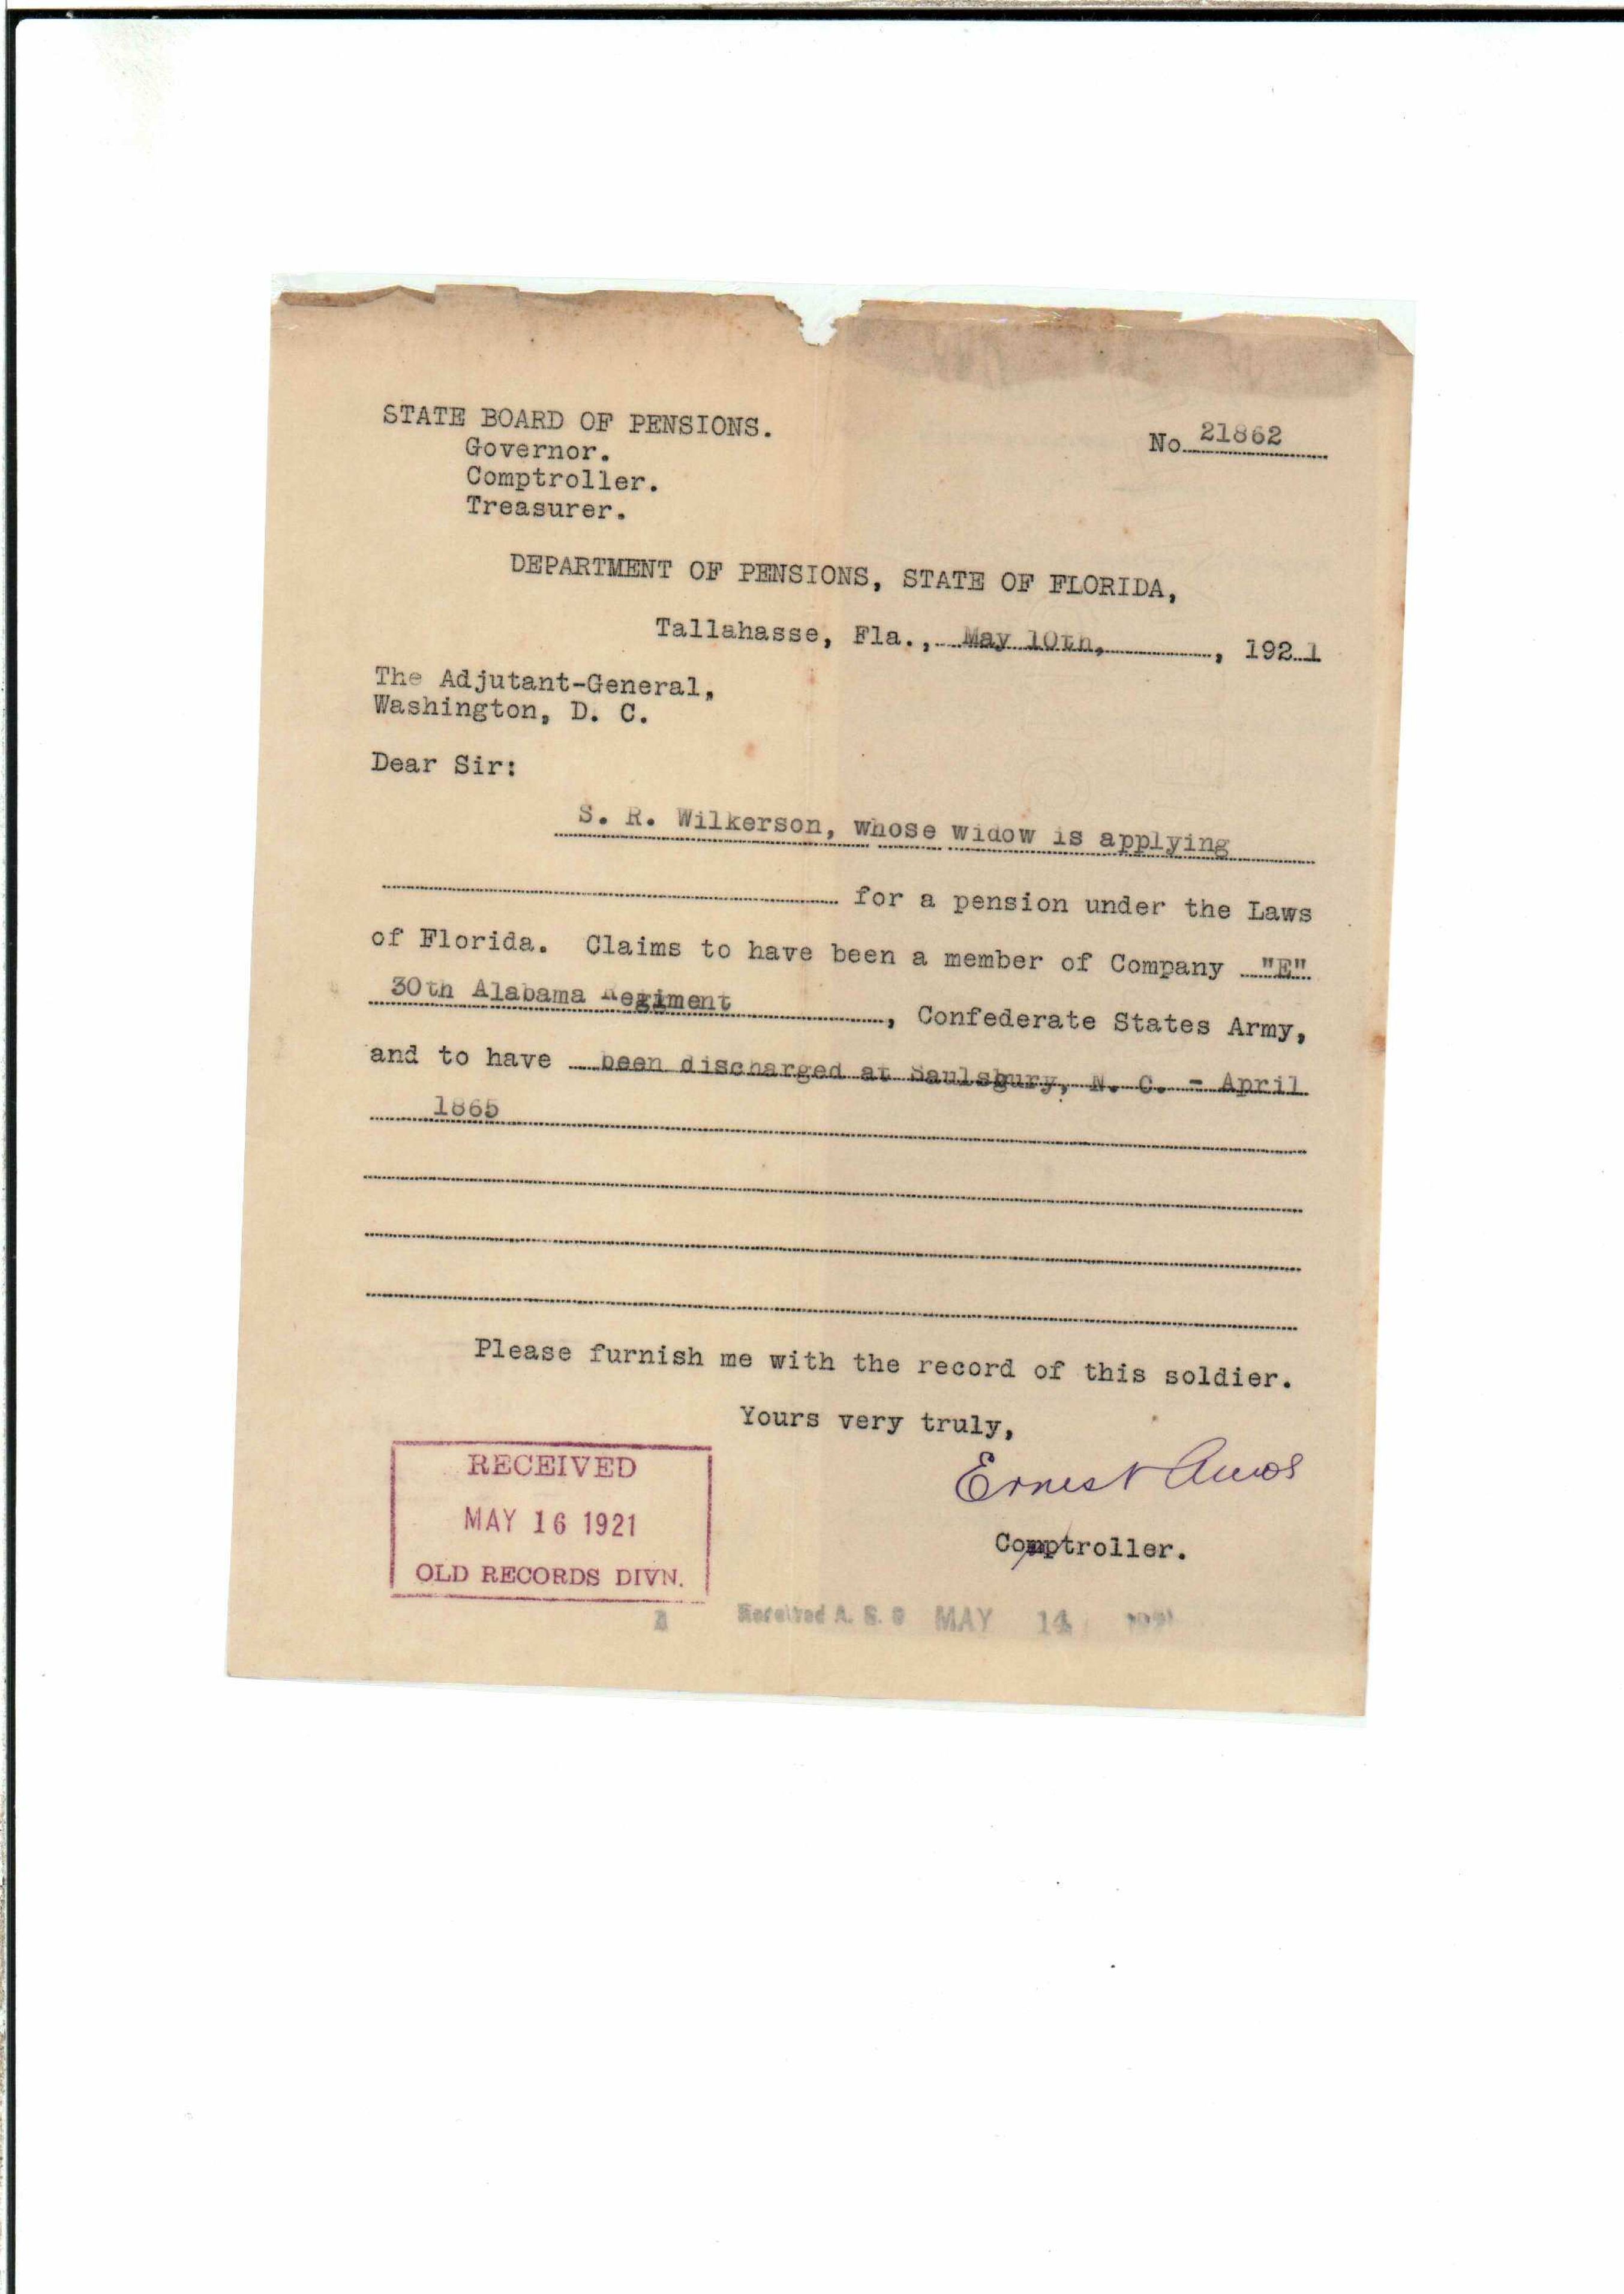 STATE BOARD OF PENSIONS.
Governor.
Comptroller.
Treasurer.
No. 21862
DEPARTMENT OF PENSIONS, STATE OF FLORIDA,
Tallahasse, Fla., May 10th, , 192 1
The Adjutant-General,
Washington, D. C.
Dear Sir:
S. R. Wilkerson, whose widow is applying
for a pension under the Laws
of Florida. Claims to have been a member of Company "E"
30th Alabama Regiment , Confederate States Army,
and to have been discharged at Saulsbury, N. C. - April
1865
Please furnish me with the record of this soldier.
Yours very truly,
Ernest Amos
Comptroller.
RECEIVED
MAY 16 1921
OLD RECORDS DIVN.
Received A. G. O MAY 14 1921